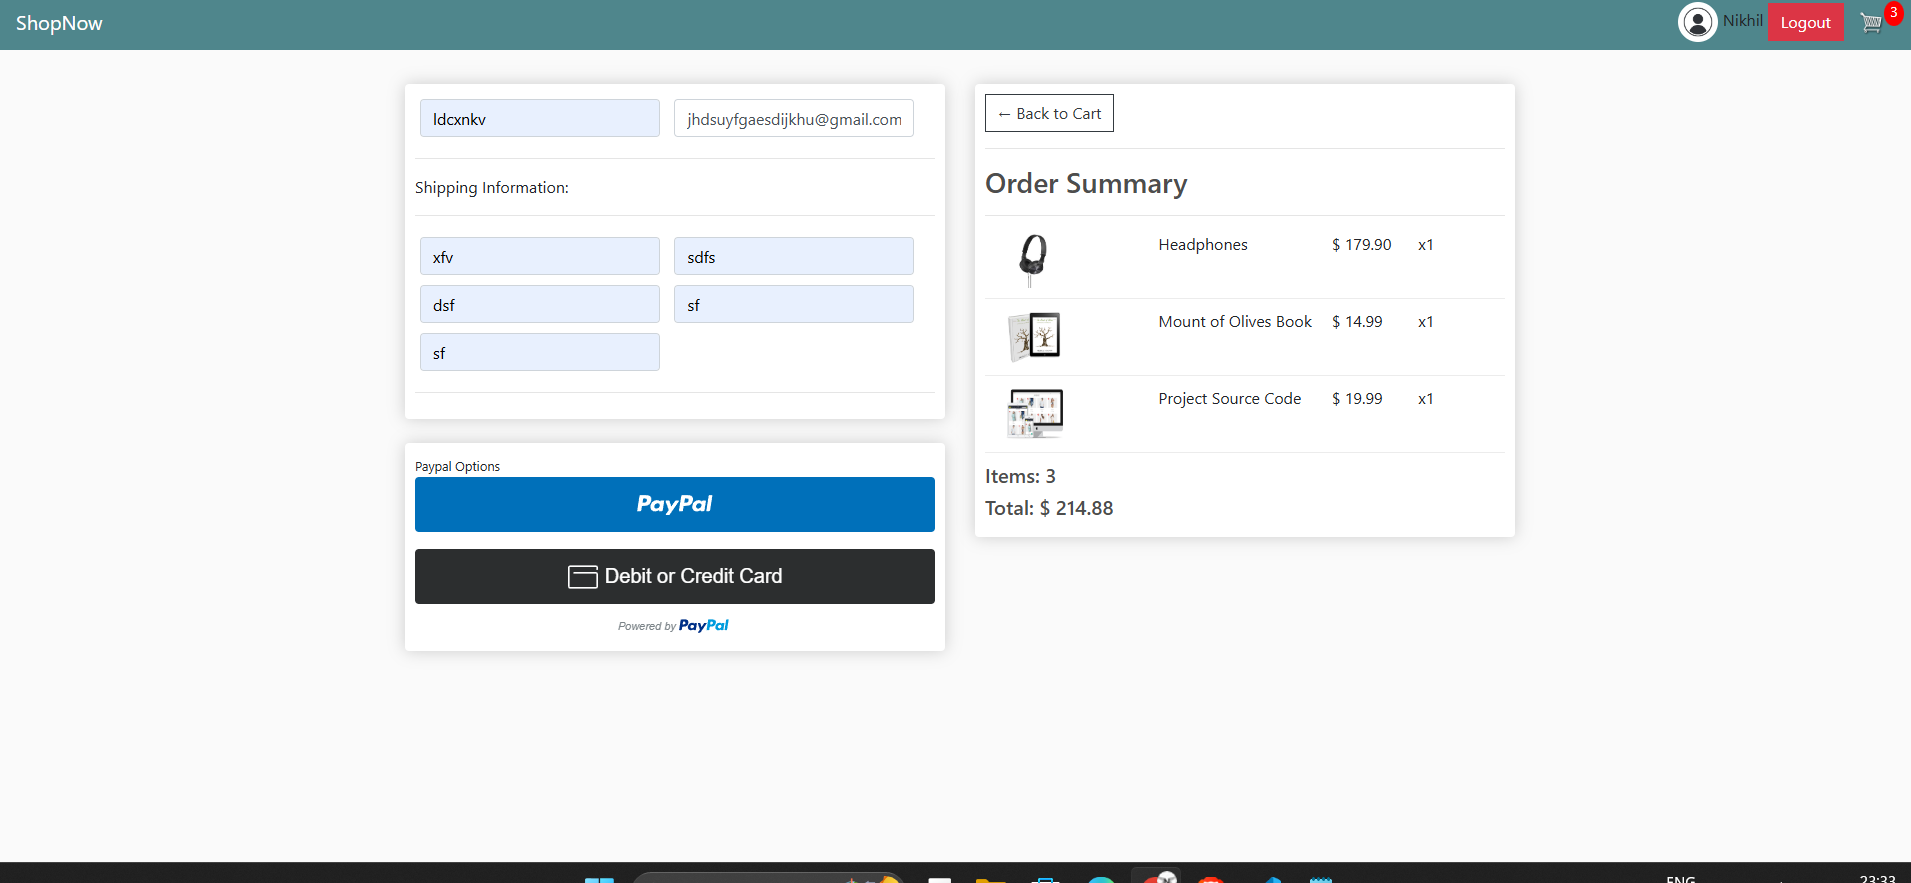 ShopNow
Nikhil
Logout
3
ldcxnkv
jhdsuyfgaesdijkhu@gmail.com
Shipping Information:
xfv
sdfs
dsf
sf
sf
Paypal Options
PayPal
Debit or Credit Card
Powered by PayPal
← Back to Cart
Order Summary
Headphones $ 179.90 x1
Mount of Olives Book $ 14.99 x1
Project Source Code $ 19.99 x1
Items: 3
Total: $ 214.88
ENG
23:33